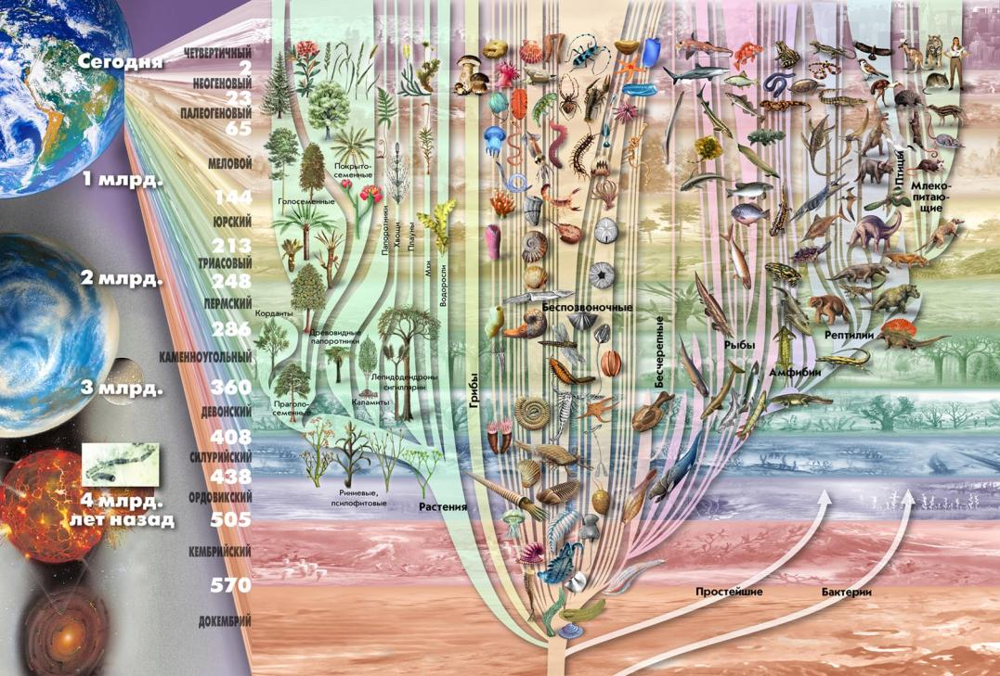 Сегодня
1 млрд.
2 млрд.
3 млрд.
4 млрд.
лет назад
ЧЕТВЕРТИЧНЫЙ
2
НЕОГЕНОВЫЙ
23
ПАЛЕОГЕНОВЫЙ
65
МЕЛОВОЙ
144
ЮРСКИЙ
213
ТРИАСОВЫЙ
248
ПЕРМСКИЙ
286
КАМЕННОУГОЛЬНЫЙ
360
ДЕВОНСКИЙ
408
СИЛУРИЙСКИЙ
438
ОРДОВИКСКИЙ
505
КЕМБРИЙСКИЙ
570
ДОКЕМБРИЙ
Покрыто-
семенные
Голосеменные
Папоротники
Хвощи
Плауны
Мхи
Водоросли
Корданты
Древовидные
папоротники
Лепидодендроны
сигиллярии
Каламиты
Праголо-
семенные
Риниевые,
псилофитовые
Растения
Грибы
Беспозвоночные
Бесчерепные
Рыбы
Амфибии
Рептилии
Птицы
Млеко-
питаю-
щие
Простейшие
Бактерии